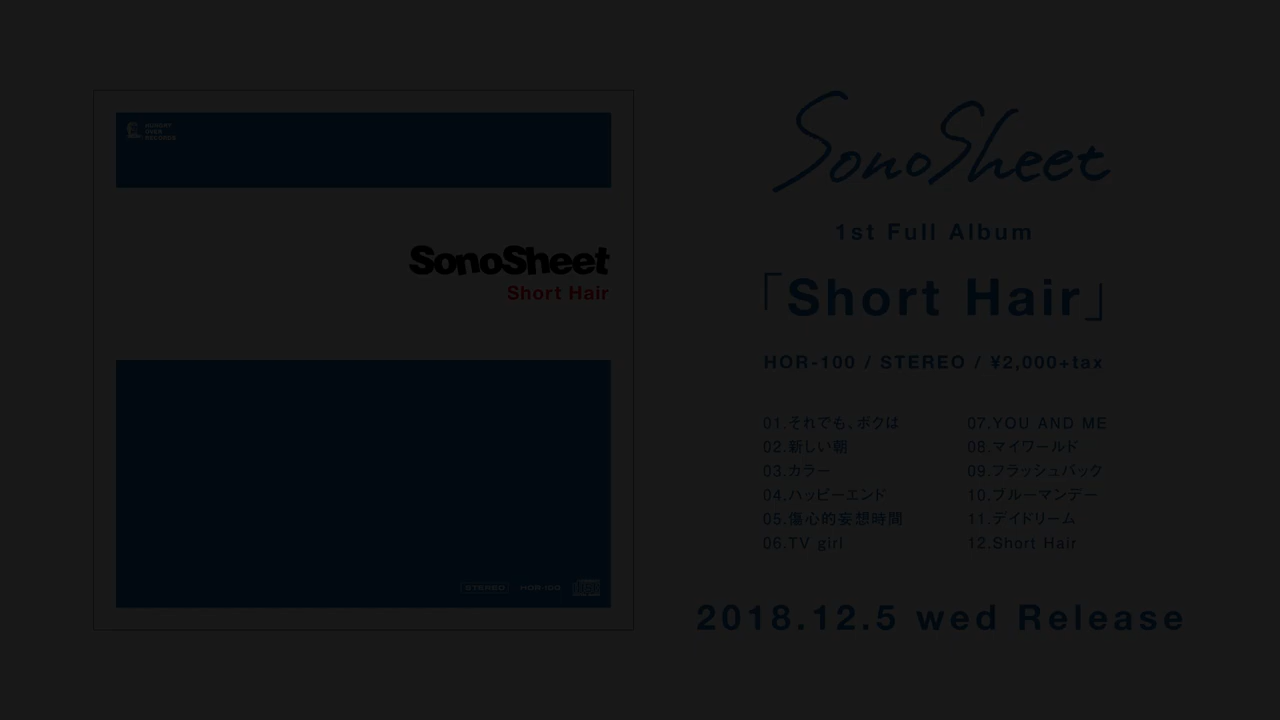 HUNGRY
OVER
RECORDS
SonoSheet
Short Hair
STEREO HOR-100
SonoSheet
1st Full Album
「Short Hair」
HOR-100 / STEREO / ¥2,000+tax
01.それでも、ボクは
02.新しい朝
03.カラー
04.ハッピーエンド
05.傷心的妄想時間
06.TV girl
07.YOU AND ME
08.マイワールド
09.フラッシュバック
10.ブルーマンデー
11.デイドリーム
12.Short Hair
2018.12.5 wed Release